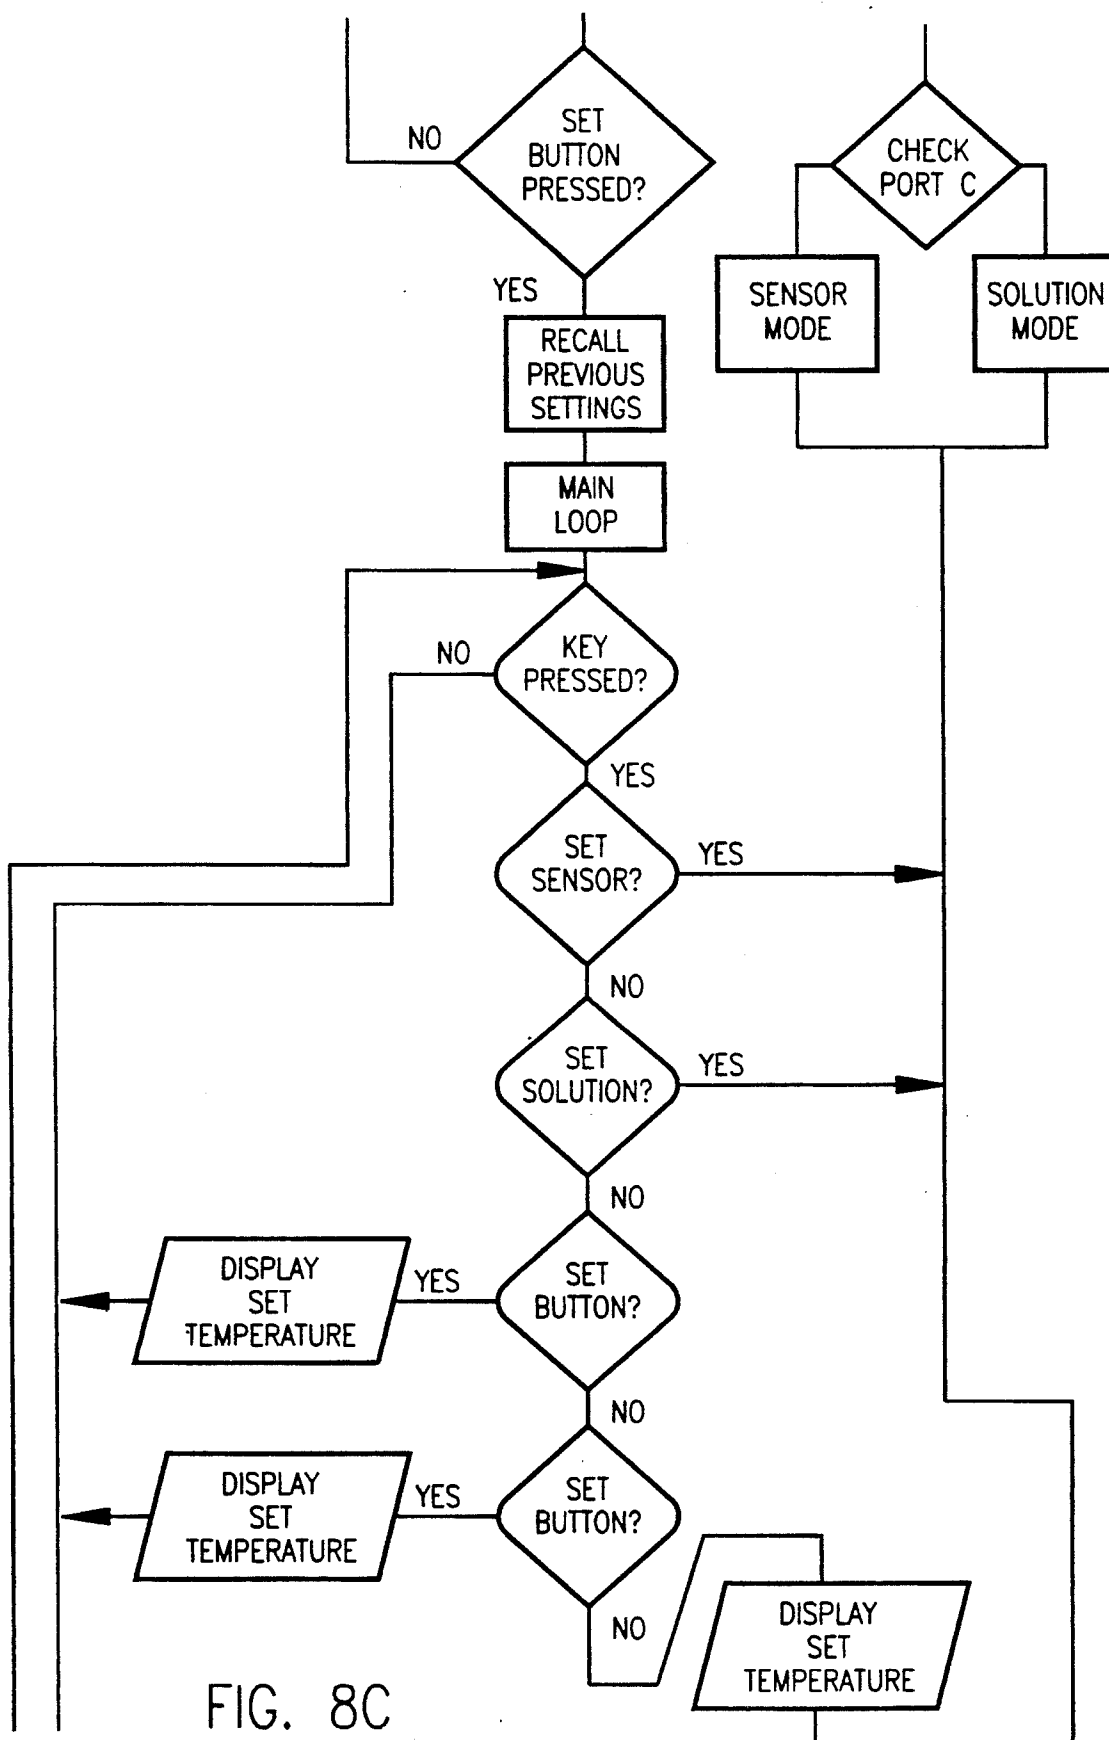 SET
BUTTON
PRESSED?
NO
YES
CHECK
PORT C
SENSOR
MODE
SOLUTION
MODE
RECALL
PREVIOUS
SETTINGS
MAIN
LOOP
KEY
PRESSED?
NO
YES
SET
SENSOR?
YES
NO
SET
SOLUTION?
YES
NO
SET
BUTTON?
YES
DISPLAY
SET
TEMPERATURE
NO
SET
BUTTON?
YES
DISPLAY
SET
TEMPERATURE
NO
DISPLAY
SET
TEMPERATURE
FIG. 8C